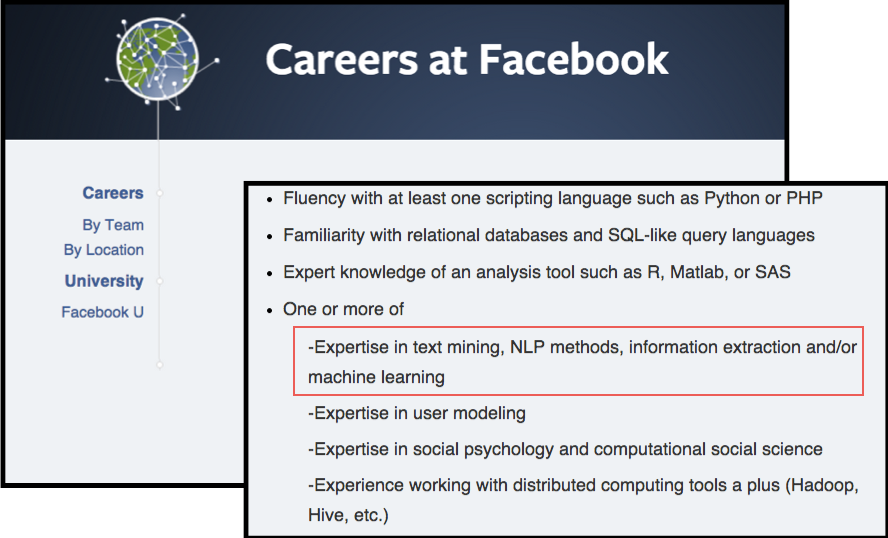 Careers at Facebook
Careers
By Team
By Location
University
Facebook U
• Fluency with at least one scripting language such as Python or PHP
• Familiarity with relational databases and SQL-like query languages
• Expert knowledge of an analysis tool such as R, Matlab, or SAS
• One or more of
-Expertise in text mining, NLP methods, information extraction and/or
machine learning
-Expertise in user modeling
-Expertise in social psychology and computational social science
-Experience working with distributed computing tools a plus (Hadoop,
Hive, etc.)